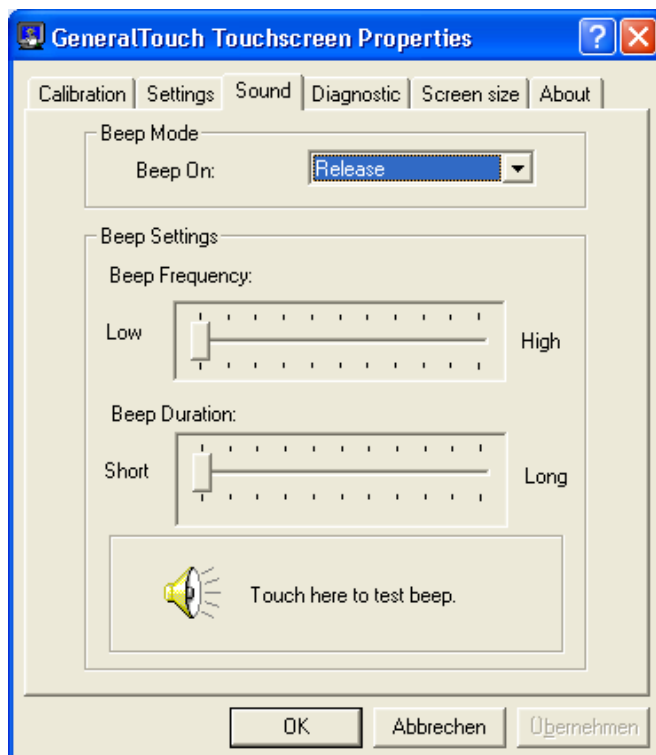 GeneralTouch Touchscreen Properties
Calibration Settings Sound Diagnostic Screen size About
Beep Mode
Beep On: Release
Beep Settings
Beep Frequency:
Low High
Beep Duration:
Short Long
Touch here to test beep.
OK Abbrechen Übernehmen